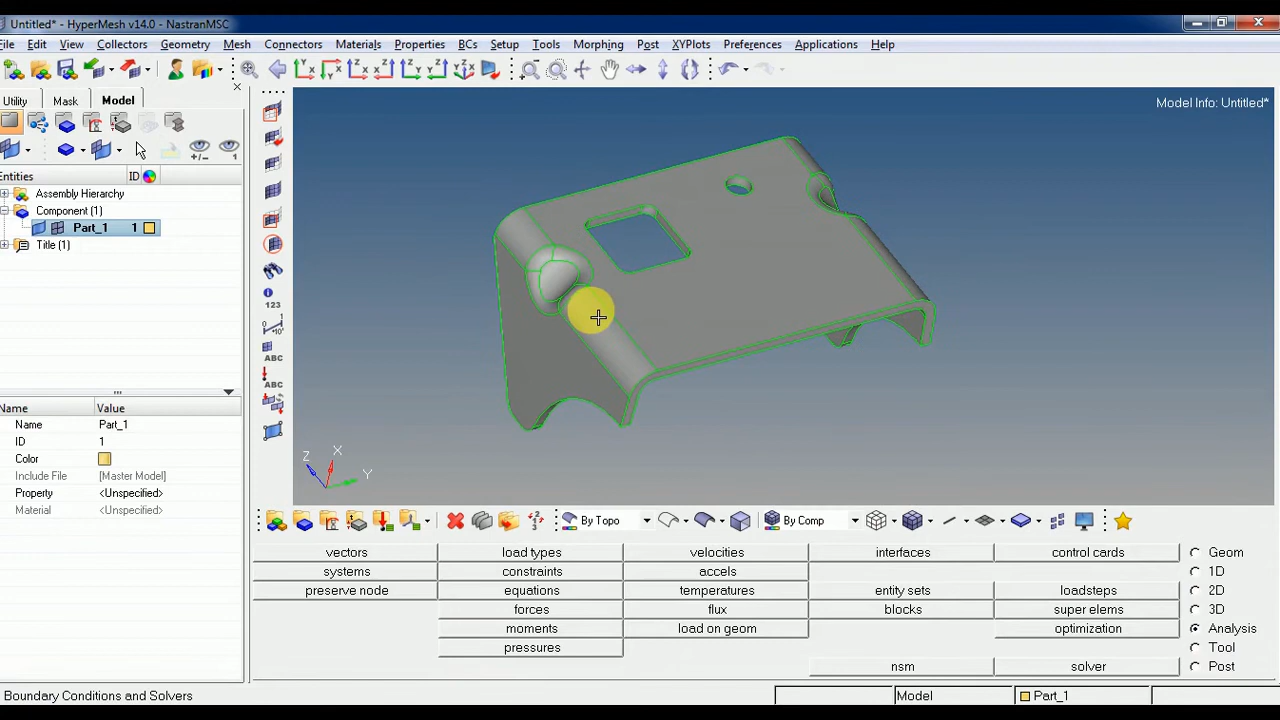 Untitled* - HyperMesh v14.0 - NastranMSC
File Edit View Collectors Geometry Mesh Connectors Materials Properties BCs Setup Tools Morphing Post XYPlots Preferences Applications Help
Utility Mask Model
Model Info: Untitled*
Entities ID
Assembly Hierarchy
Component (1)
Part_1 1
Title (1)
Name Value
Name Part_1
ID 1
Color
Include File [Master Model]
Property <Unspecified>
Material <Unspecified>
123
ABC
ABC
X
Z
Y
By Topo By Comp
vectors load types velocities interfaces control cards Geom
systems constraints accels 1D
preserve node equations temperatures entity sets loadsteps 2D
forces flux blocks super elems 3D
moments load on geom optimization Analysis
pressures Tool
nsm solver Post
Boundary Conditions and Solvers Model Part_1